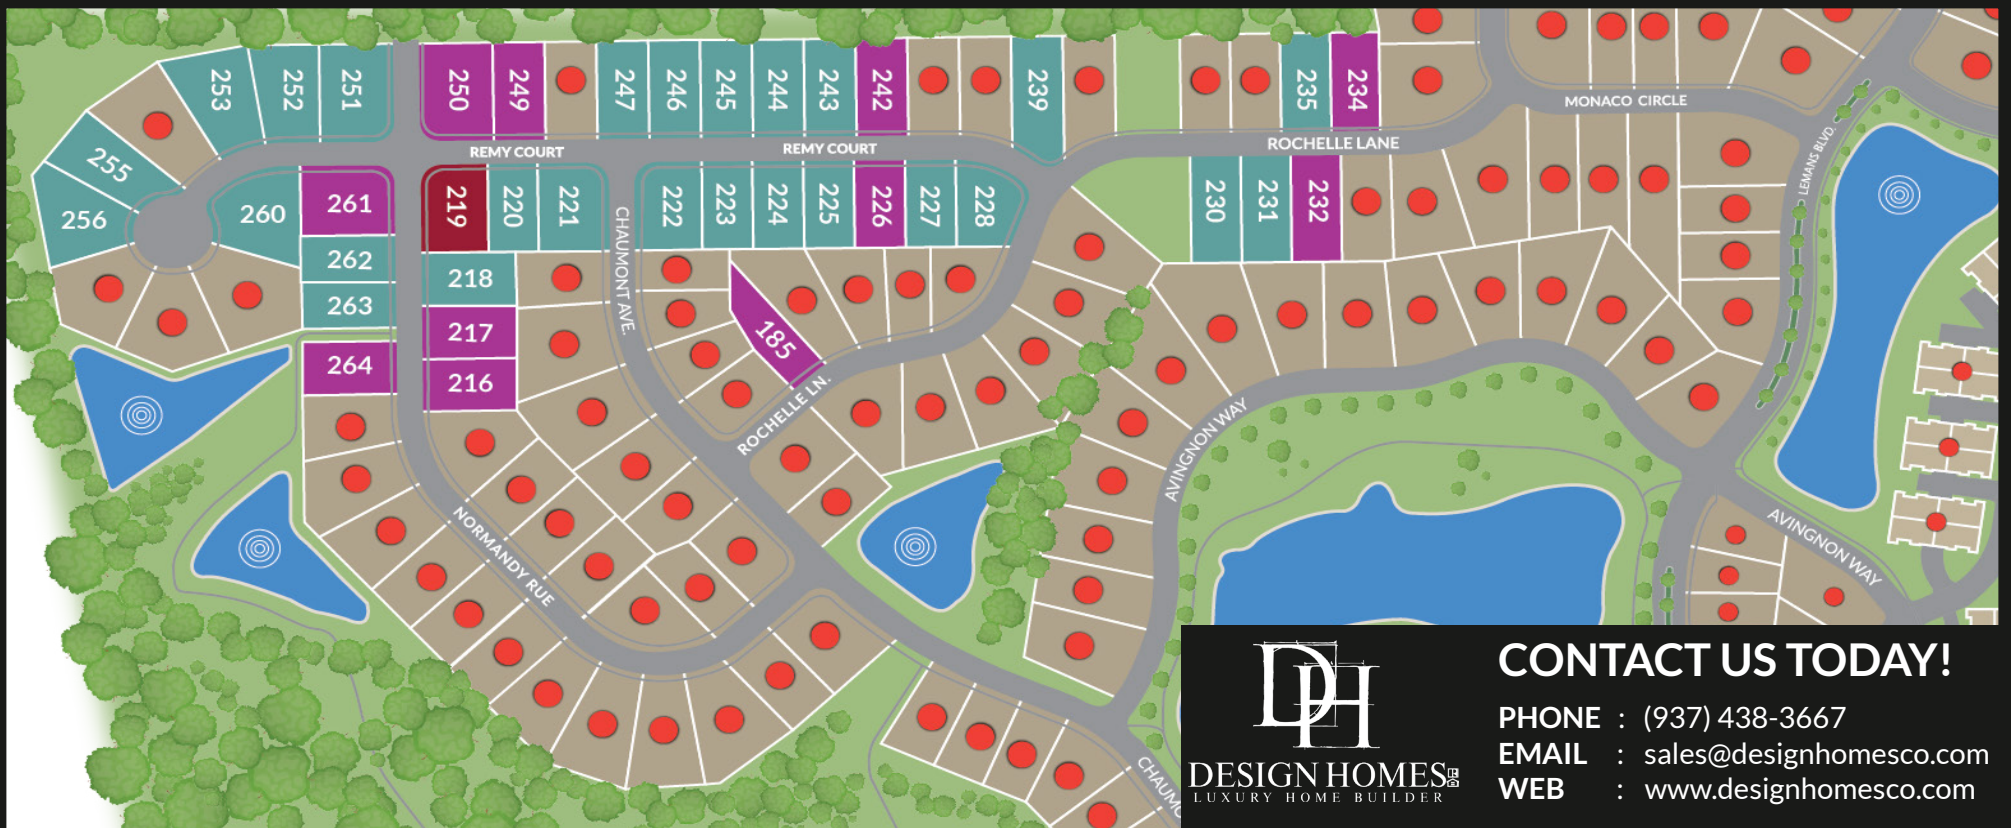 253
252
251
250
249
247
246
245
244
243
242
239
235
234
MONACO CIRCLE
LEMANS BLVD.
REMY COURT
REMY COURT
ROCHELLE LANE
255
256
260
261
262
263
264
219
220
221
218
217
216
CHAUMONT AVE.
222
223
224
225
226
227
228
230
231
232
185
ROCHELLE LN.
NORMANDY RUE
AVINGNON WAY
AVINGNON WAY
CHAUMO
DH
DESIGN HOMES
LUXURY HOME BUILDER
CONTACT US TODAY!
PHONE : (937) 438-3667
EMAIL : sales@designhomesco.com
WEB : www.designhomesco.com